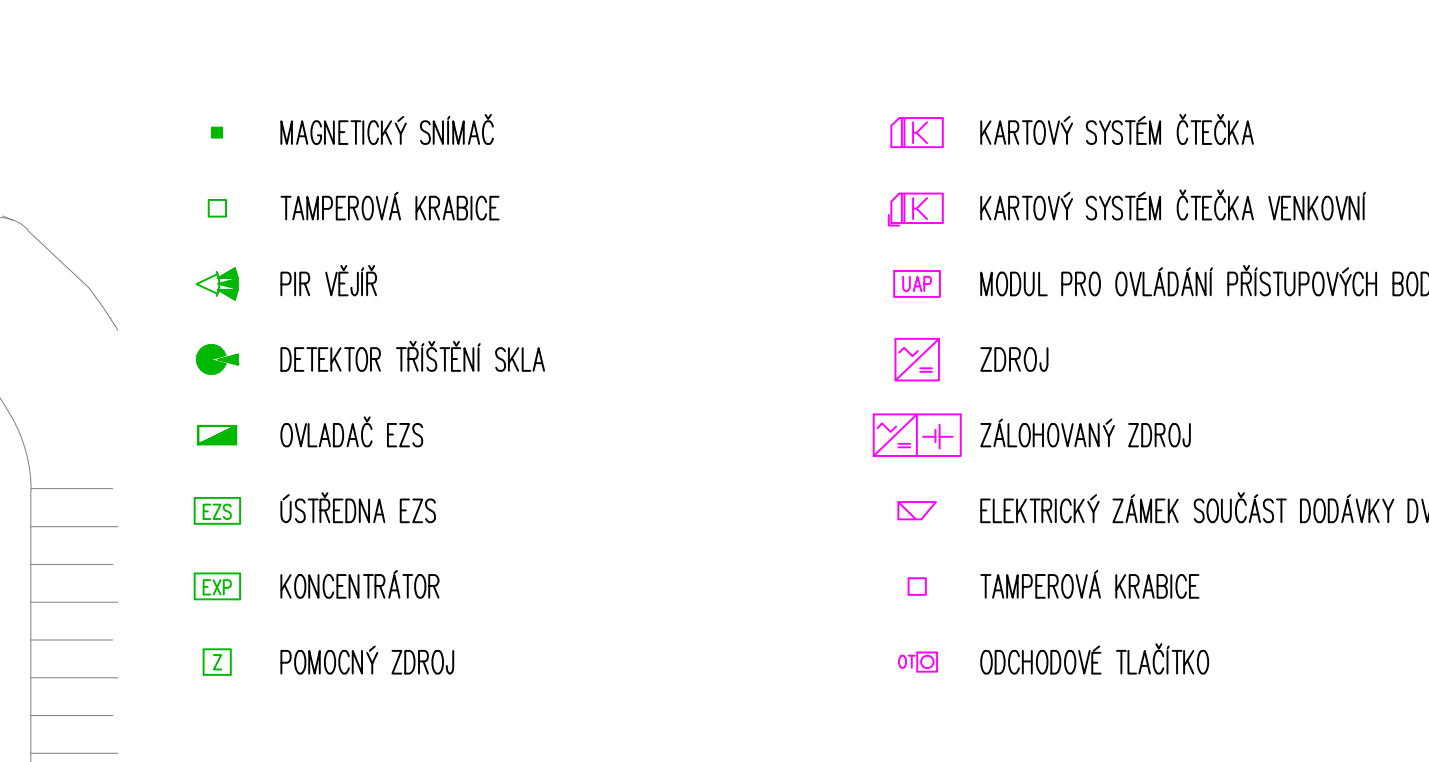 MAGNETICKÝ SNÍMAČ
TAMPEROVÁ KRABICE
PIR VĚJÍŘ
DETEKTOR TŘÍŠTĚNÍ SKLA
OVLADAČ EZS
EZS ÚSTŘEDNA EZS
EXP KONCENTRÁTOR
Z POMOCNÝ ZDROJ
K KARTOVÝ SYSTÉM ČTEČKA
K KARTOVÝ SYSTÉM ČTEČKA VENKOVNÍ
UAP MODUL PRO OVLÁDÁNÍ PŘÍSTUPOVÝCH
ZDROJ
ZÁLOHOVANÝ ZDROJ
ELEKTRICKÝ ZÁMEK SOUČÁST DODÁVKY
TAMPEROVÁ KRABICE
OT ODCHODOVÉ TLAČÍTKO